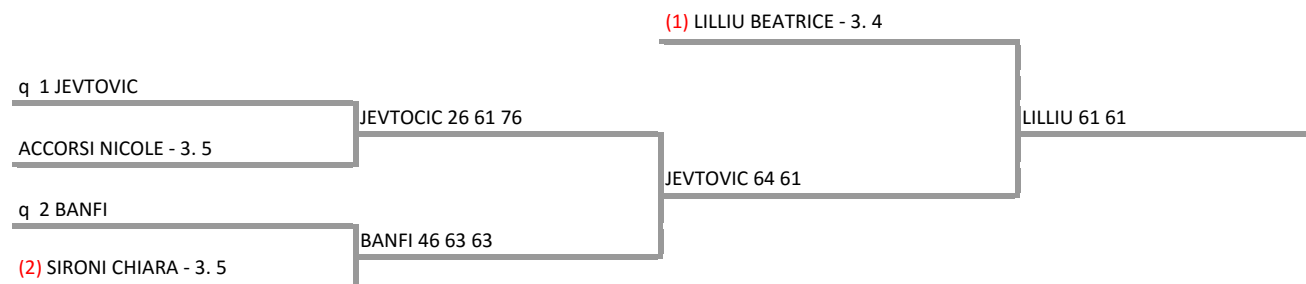 (1) LILLIU BEATRICE - 3. 4
q 1 JEVTOVIC
JEVTOCIC 26 61 76
LILLIU 61 61
ACCORSI NICOLE - 3. 5
JEVTOVIC 64 61
q 2 BANFI
BANFI 46 63 63
(2) SIRONI CHIARA - 3. 5